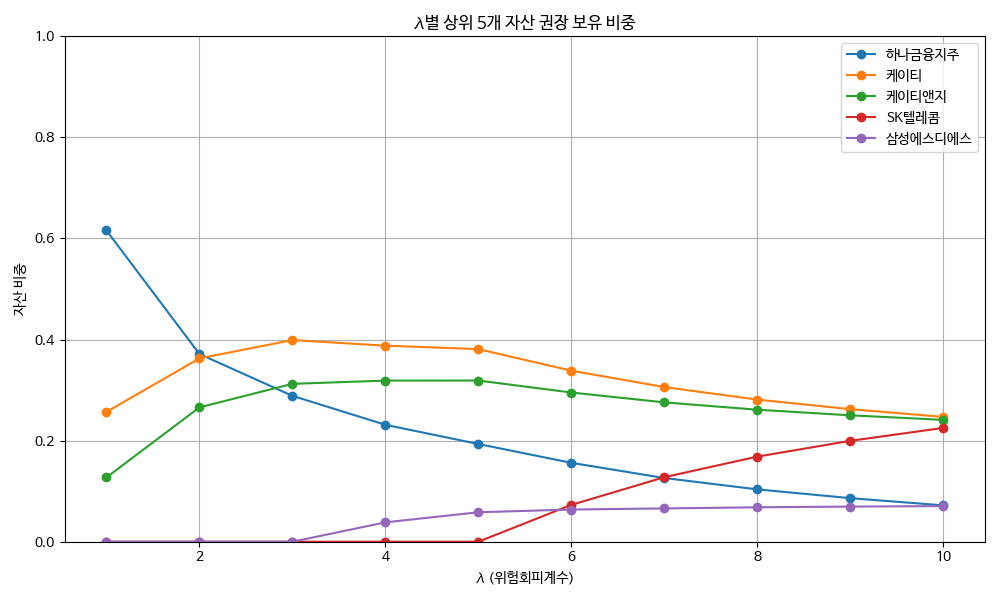 λ별 상위 5개 자산 권장 보유 비중
하나금융지주
케이티
케이티앤지
SK텔레콤
삼성에스디에스
자산 비중
1.0
0.8
0.6
0.4
0.2
0.0
2 4 6 8 10
λ (위험회피계수)